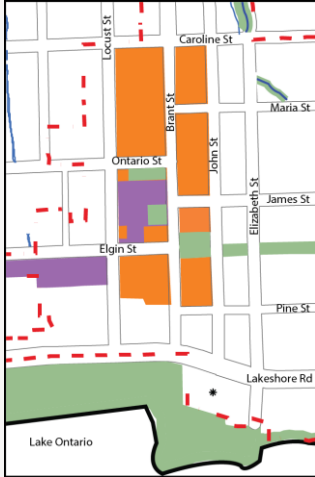 Caroline St
Locust St
Brant St
Maria St
John St
Ontario St
Elizabeth St
James St
Elgin St
Pine St
Lakeshore Rd
Lake Ontario